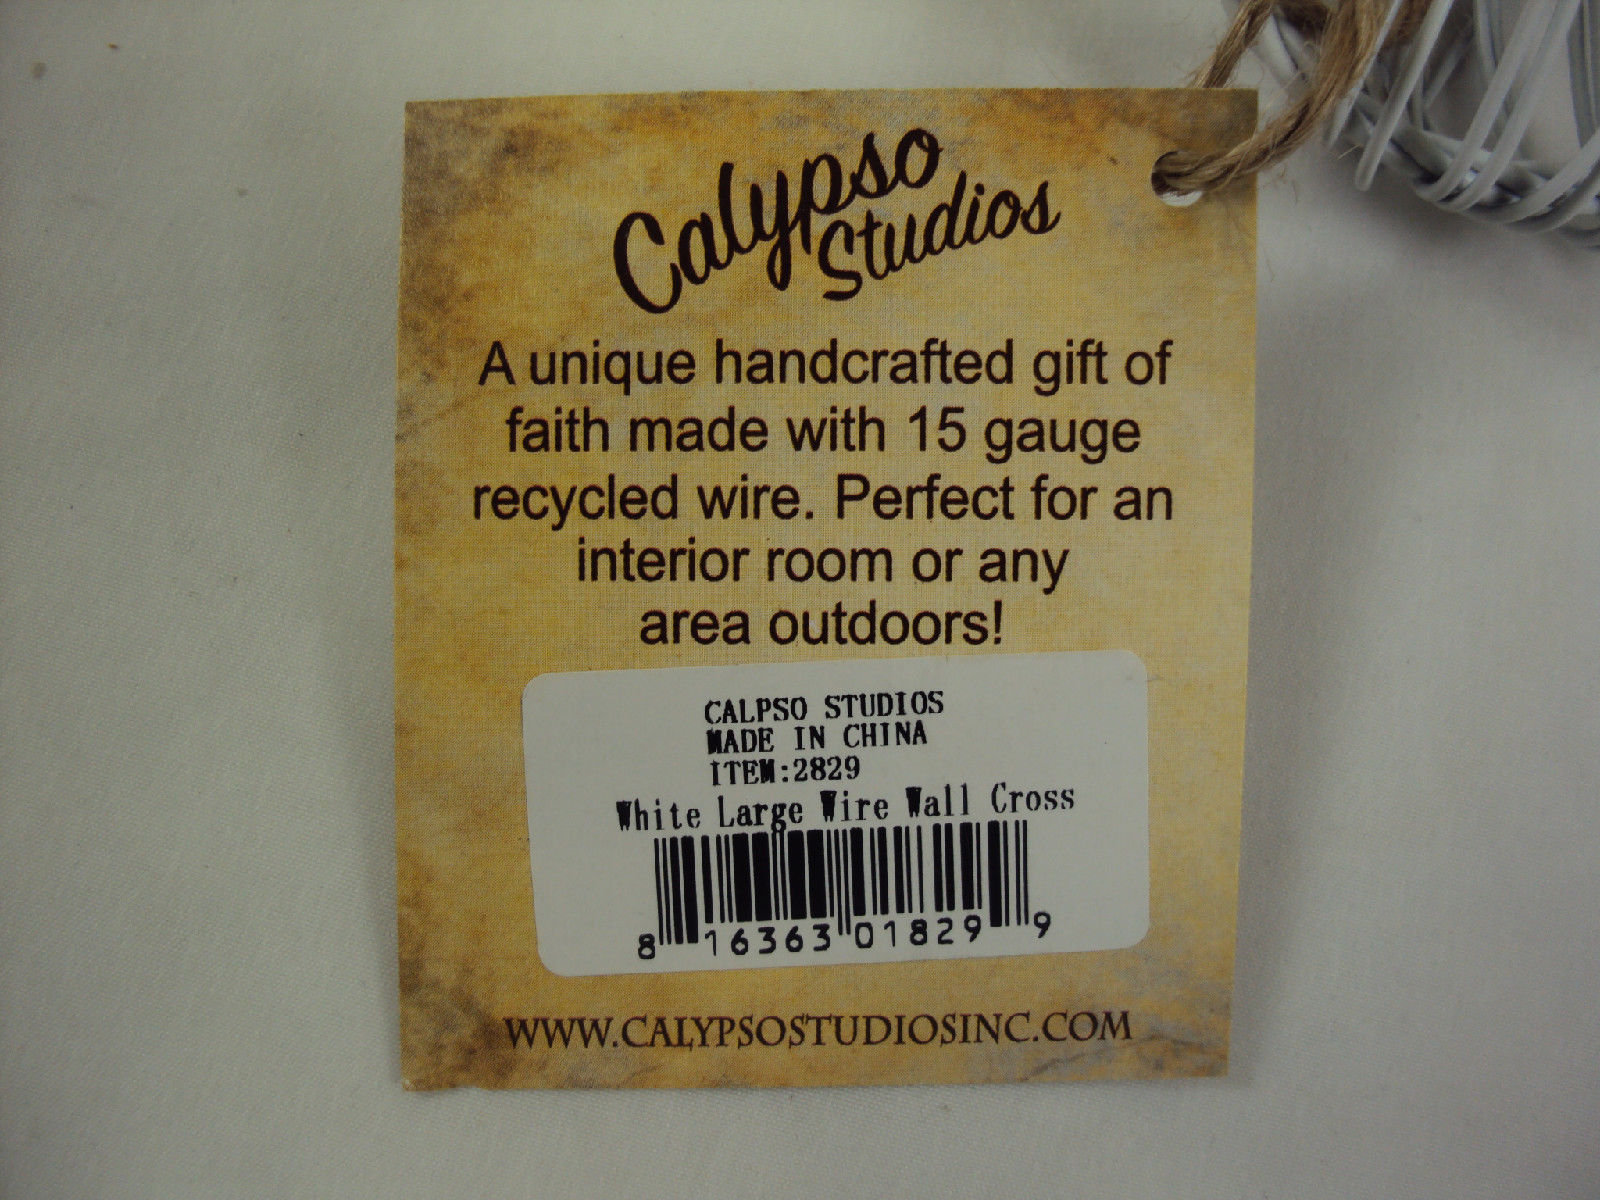 Calypso
Studios
A unique handcrafted gift of
faith made with 15 gauge
recycled wire. Perfect for an
interior room or any
area outdoors!
CALPSO STUDIOS
MADE IN CHINA
ITEM:2829
White Large Wire Wall Cross
8 16363 01829 9
WWW.CALYPSOSTUDIOSINC.COM